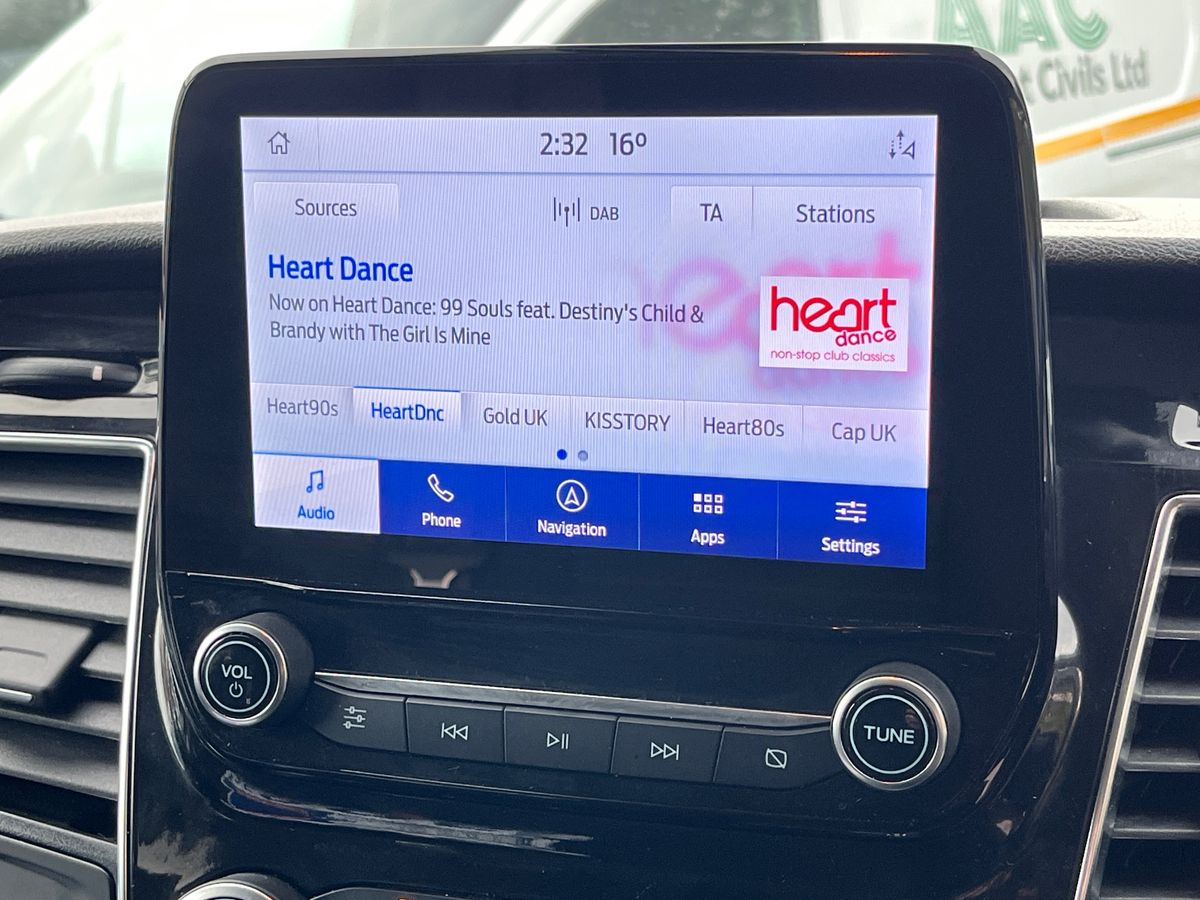 AAC
t Civils Ltd
2:32 16º
Sources
DAB
TA
Stations
Heart Dance
Now on Heart Dance: 99 Souls feat. Destiny's Child &
Brandy with The Girl Is Mine
heart
dance
non-stop club classics
Heart90s
HeartDnc
Gold UK
KISSTORY
Heart80s
Cap UK
Audio
Phone
Navigation
Apps
Settings
VOL
TUNE